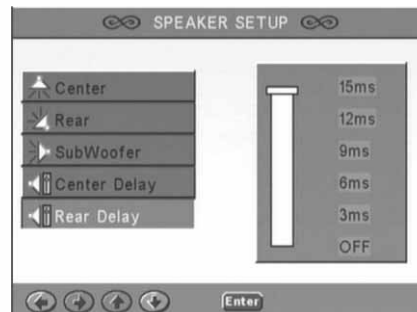 SPEAKER SETUP
Center
Rear
SubWoofer
Center Delay
Rear Delay
15ms
12ms
9ms
6ms
3ms
OFF
Enter